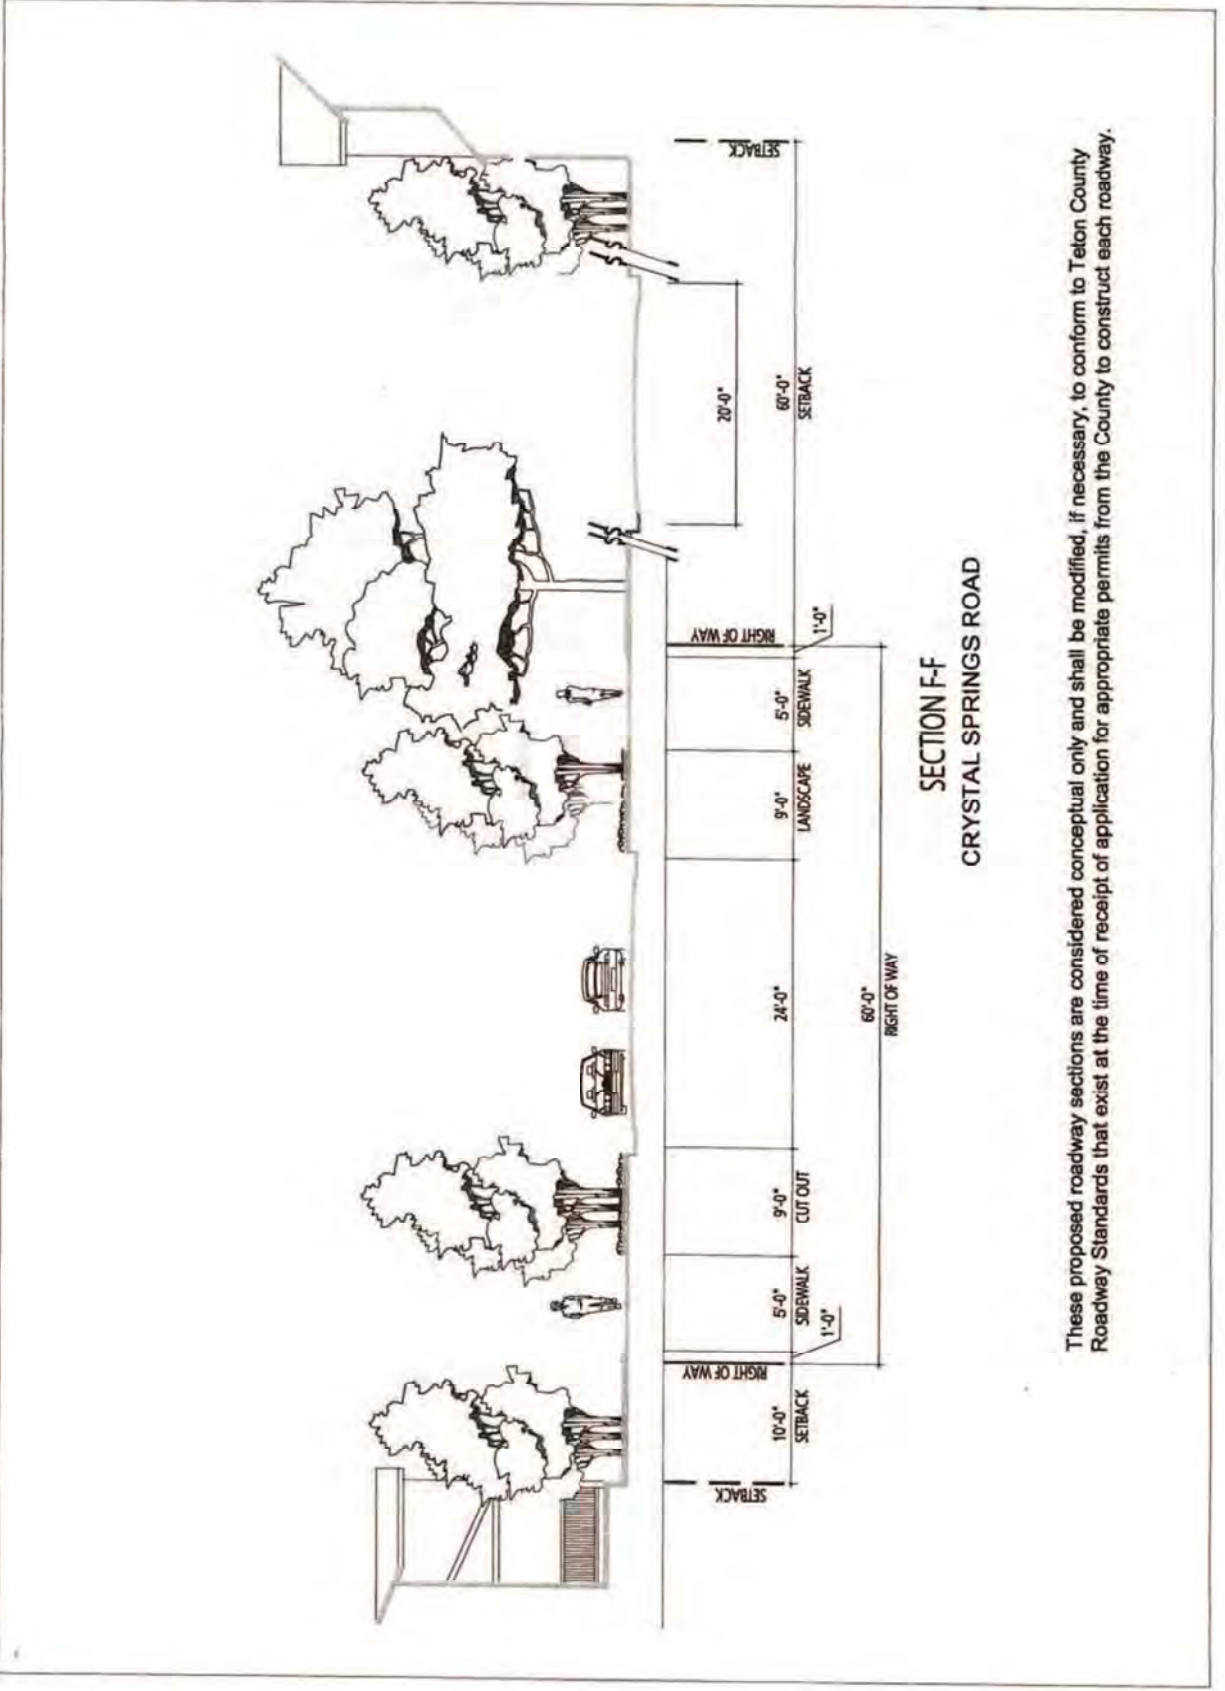 SETBACK
RIGHT OF WAY
RIGHT OF WAY
SETBACK
20'-0"
10'-0"
5'-0"
9'-0"
24'-0"
9'-0"
5'-0"
60'-0"
SETBACK
SIDEWALK
CUT OUT
LANDSCAPE
SIDEWALK
SETBACK
1'-0"
1'-0"
60'-0"
RIGHT OF WAY
SECTION F-F
CRYSTAL SPRINGS ROAD
These proposed roadway sections are considered conceptual only and shall be modified, if necessary, to conform to Teton County
Roadway Standards that exist at the time of receipt of application for appropriate permits from the County to construct each roadway.